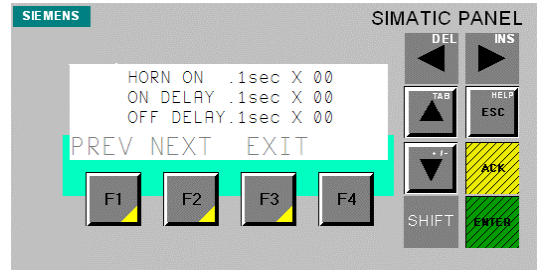 SIEMENS
SIMATIC PANEL
DEL
INS
HORN ON .1sec X 00
ON DELAY .1sec X 00
OFF DELAY.1sec X 00
TAB
HELP
ESC
PREV NEXT EXIT
+ / -
ACK
F1 F2 F3 F4
SHIFT
ENTER